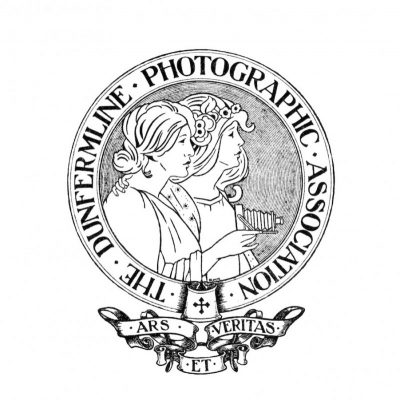 THE · DUNFERMLINE · PHOTOGRAPHIC · ASSOCIATION ·
· ARS · VERITAS ·
· ET ·